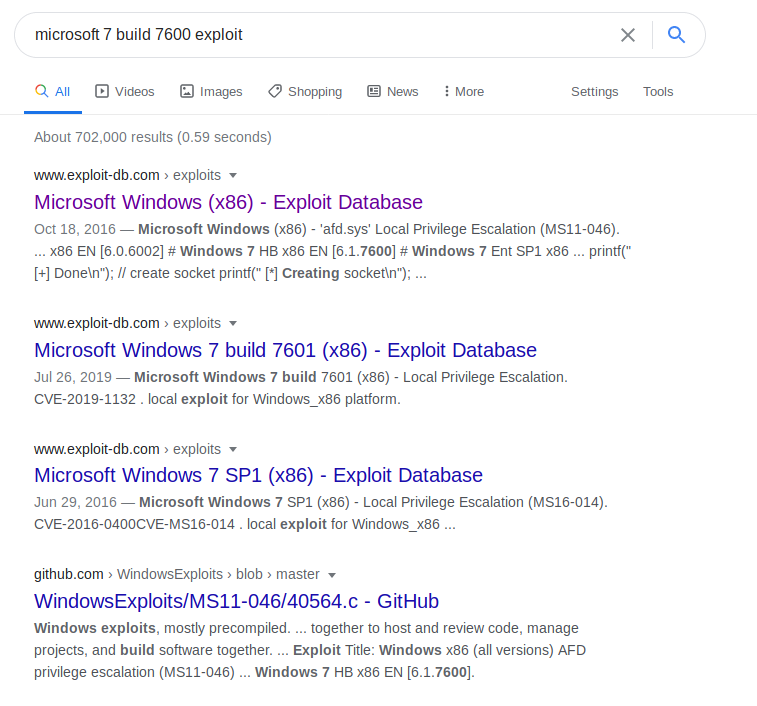 microsoft 7 build 7600 exploit
All Videos Images Shopping News More Settings Tools
About 702,000 results (0.59 seconds)
www.exploit-db.com › exploits
Microsoft Windows (x86) - Exploit Database
Oct 18, 2016 — Microsoft Windows (x86) - 'afd.sys' Local Privilege Escalation (MS11-046).
... x86 EN [6.0.6002] # Windows 7 HB x86 EN [6.1.7600] # Windows 7 Ent SP1 x86 ... printf("
[+] Done\n"); // create socket printf(" [*] Creating socket\n"); ...
www.exploit-db.com › exploits
Microsoft Windows 7 build 7601 (x86) - Exploit Database
Jul 26, 2019 — Microsoft Windows 7 build 7601 (x86) - Local Privilege Escalation.
CVE-2019-1132 . local exploit for Windows_x86 platform.
www.exploit-db.com › exploits
Microsoft Windows 7 SP1 (x86) - Exploit Database
Jun 29, 2016 — Microsoft Windows 7 SP1 (x86) - Local Privilege Escalation (MS16-014).
CVE-2016-0400CVE-MS16-014 . local exploit for Windows_x86 ...
github.com › WindowsExploits › blob › master
WindowsExploits/MS11-046/40564.c - GitHub
Windows exploits, mostly precompiled. ... together to host and review code, manage
projects, and build software together. ... Exploit Title: Windows x86 (all versions) AFD
privilege escalation (MS11-046) ... Windows 7 HB x86 EN [6.1.7600].